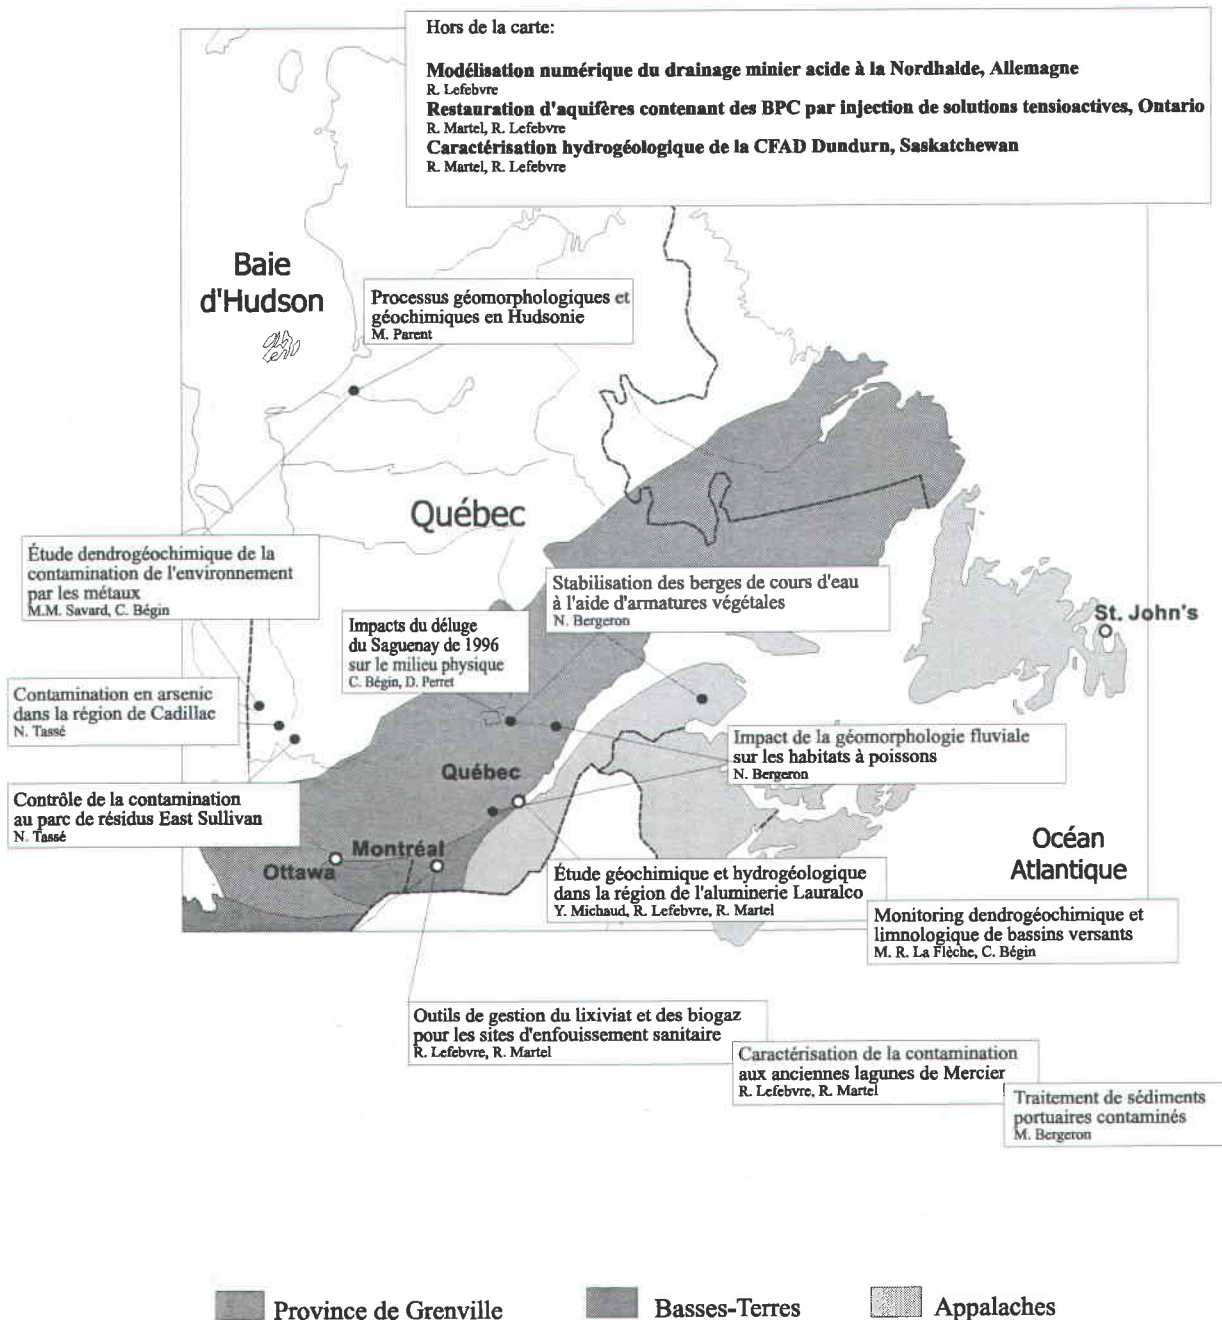 Hors de la carte:
Modélisation numérique du drainage minier acide à la Nordhalde, Allemagne
R. Lefebvre
Restauration d'aquifères contenant des BPC par injection de solutions tensioactives, Ontario
R. Martel, R. Lefebvre
Caractérisation hydrogéologique de la CFAD Dundurn, Saskatchewan
R. Martel, R. Lefebvre
Baie
d'Hudson
Processus géomorphologiques et
géochimiques en Hudsonie
M. Parent
Québec
Étude dendrogéochimique de la
contamination de l'environnement
par les métaux
M.M. Savard, C. Bégin
Stabilisation des berges de cours d'eau
à l'aide d'armatures végétales
N. Bergeron
St. John's
Impacts du déluge
du Saguenay de 1996
sur le milieu physique
C. Bégin, D. Perret
Contamination en arsenic
dans la région de Cadillac
N. Tassé
Impact de la géomorphologie fluviale
sur les habitats à poissons
N. Bergeron
Québec
Contrôle de la contamination
au parc de résidus East Sullivan
N. Tassé
Océan
Atlantique
Montréal
Ottawa
Étude géochimique et hydrogéologique
dans la région de l'aluminerie Lauralco
Y. Michaud, R. Lefebvre, R. Martel
Monitoring dendrogéochimique et
limnologique de bassins versants
M. R. La Flèche, C. Bégin
Outils de gestion du lixiviat et des biogaz
pour les sites d'enfouissement sanitaire
R. Lefebvre, R. Martel
Caractérisation de la contamination
aux anciennes lagunes de Mercier
R. Lefebvre, R. Martel
Traitement de sédiments
portuaires contaminés
M. Bergeron
Province de Grenville
Basses-Terres
Appalaches